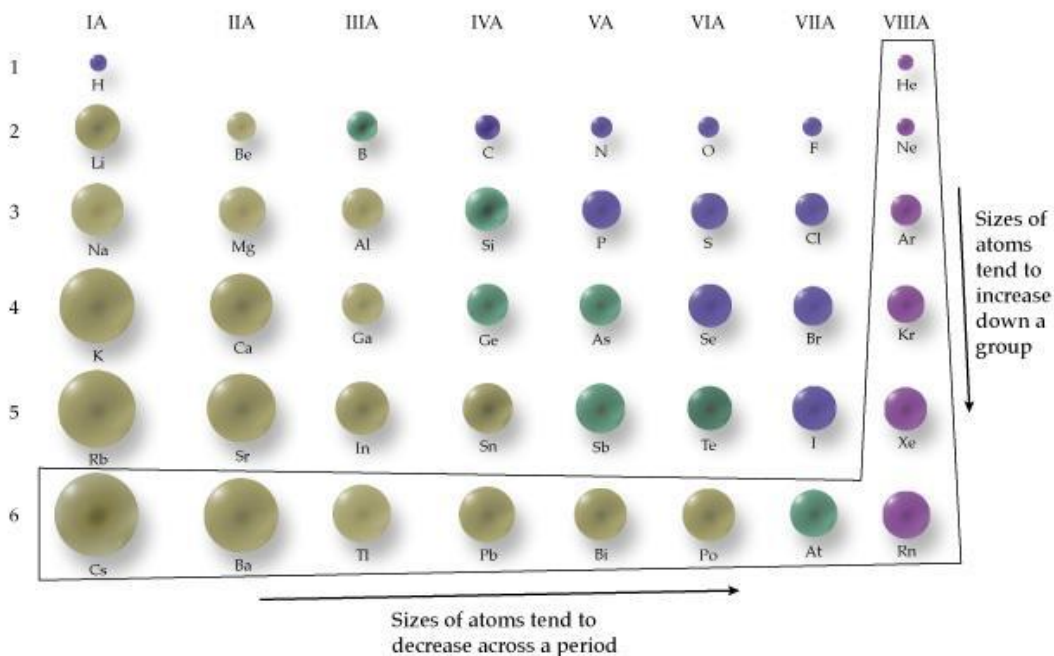 IA IIA IIIA IVA VA VIA VIIA VIIIA
1
H He
2
Li Be B C N O F Ne
3
Na Mg Al Si P S Cl Ar
4
K Ca Ga Ge As Se Br Kr
5
Rb Sr In Sn Sb Te I Xe
6
Cs Ba Tl Pb Bi Po At Rn
Sizes of
atoms
tend to
increase
down a
group
Sizes of atoms tend to
decrease across a period